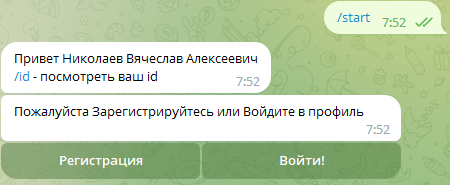 /start
7:52
Привет Николаев Вячеслав Алексеевич
/id - посмотреть ваш id
7:52
Пожалуйста Зарегистрируйтесь или Войдите в профиль
7:52
Регистрация
Войти!